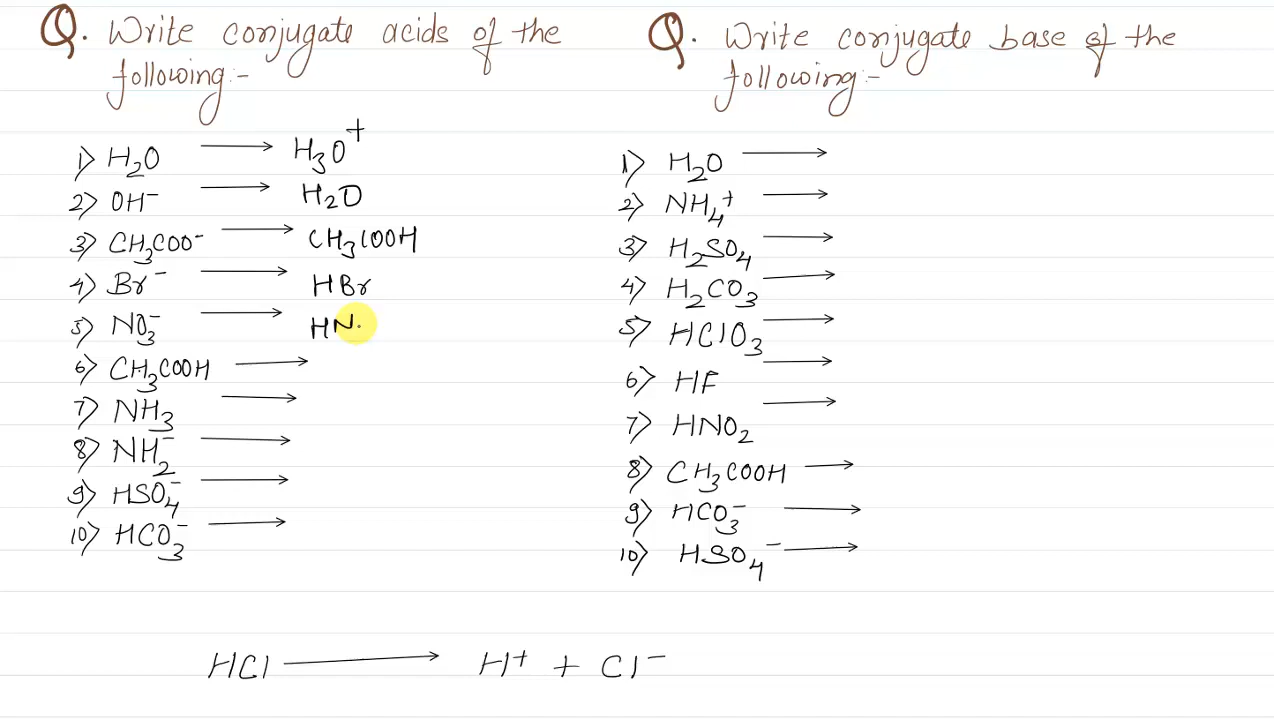 Q. Write conjugate acids of the
following:-
1) H₂O ⟶ H₃O⁺
2) OH⁻ ⟶ H₂O
3) CH₃COO⁻ ⟶ CH₃COOH
4) Br⁻ ⟶ HBr
5) NO₃⁻ ⟶ HN
6) CH₃COOH ⟶
7) NH₃ ⟶
8) NH₂⁻ ⟶
9) HSO₄⁻ ⟶
10) HCO₃⁻ ⟶
Q. Write conjugate base of the
following:-
1) H₂O ⟶
2) NH₄⁺ ⟶
3) H₂SO₄ ⟶
4) H₂CO₃ ⟶
5) HClO₃ ⟶
6) HF ⟶
7) HNO₂ ⟶
8) CH₃COOH ⟶
9) HCO₃⁻ ⟶
10) HSO₄⁻ ⟶
HCl ⟶ H⁺ + Cl⁻